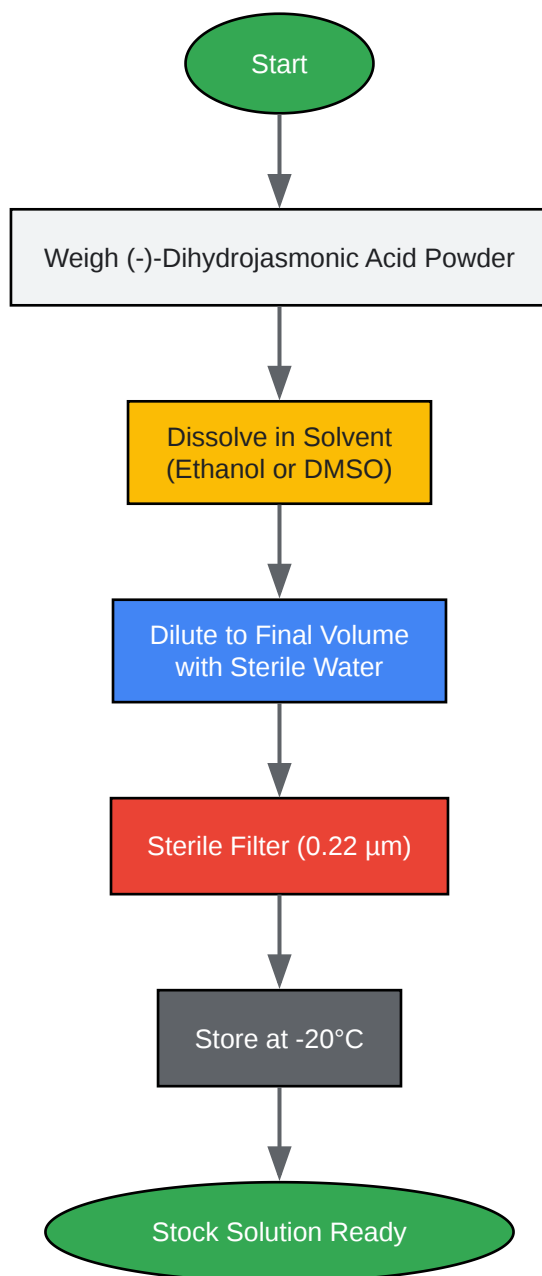 Start
Weigh (-)-Dihydrojasmonic Acid Powder
Dissolve in Solvent
(Ethanol or DMSO)
Dilute to Final Volume
with Sterile Water
Sterile Filter (0.22 µm)
Store at -20°C
Stock Solution Ready